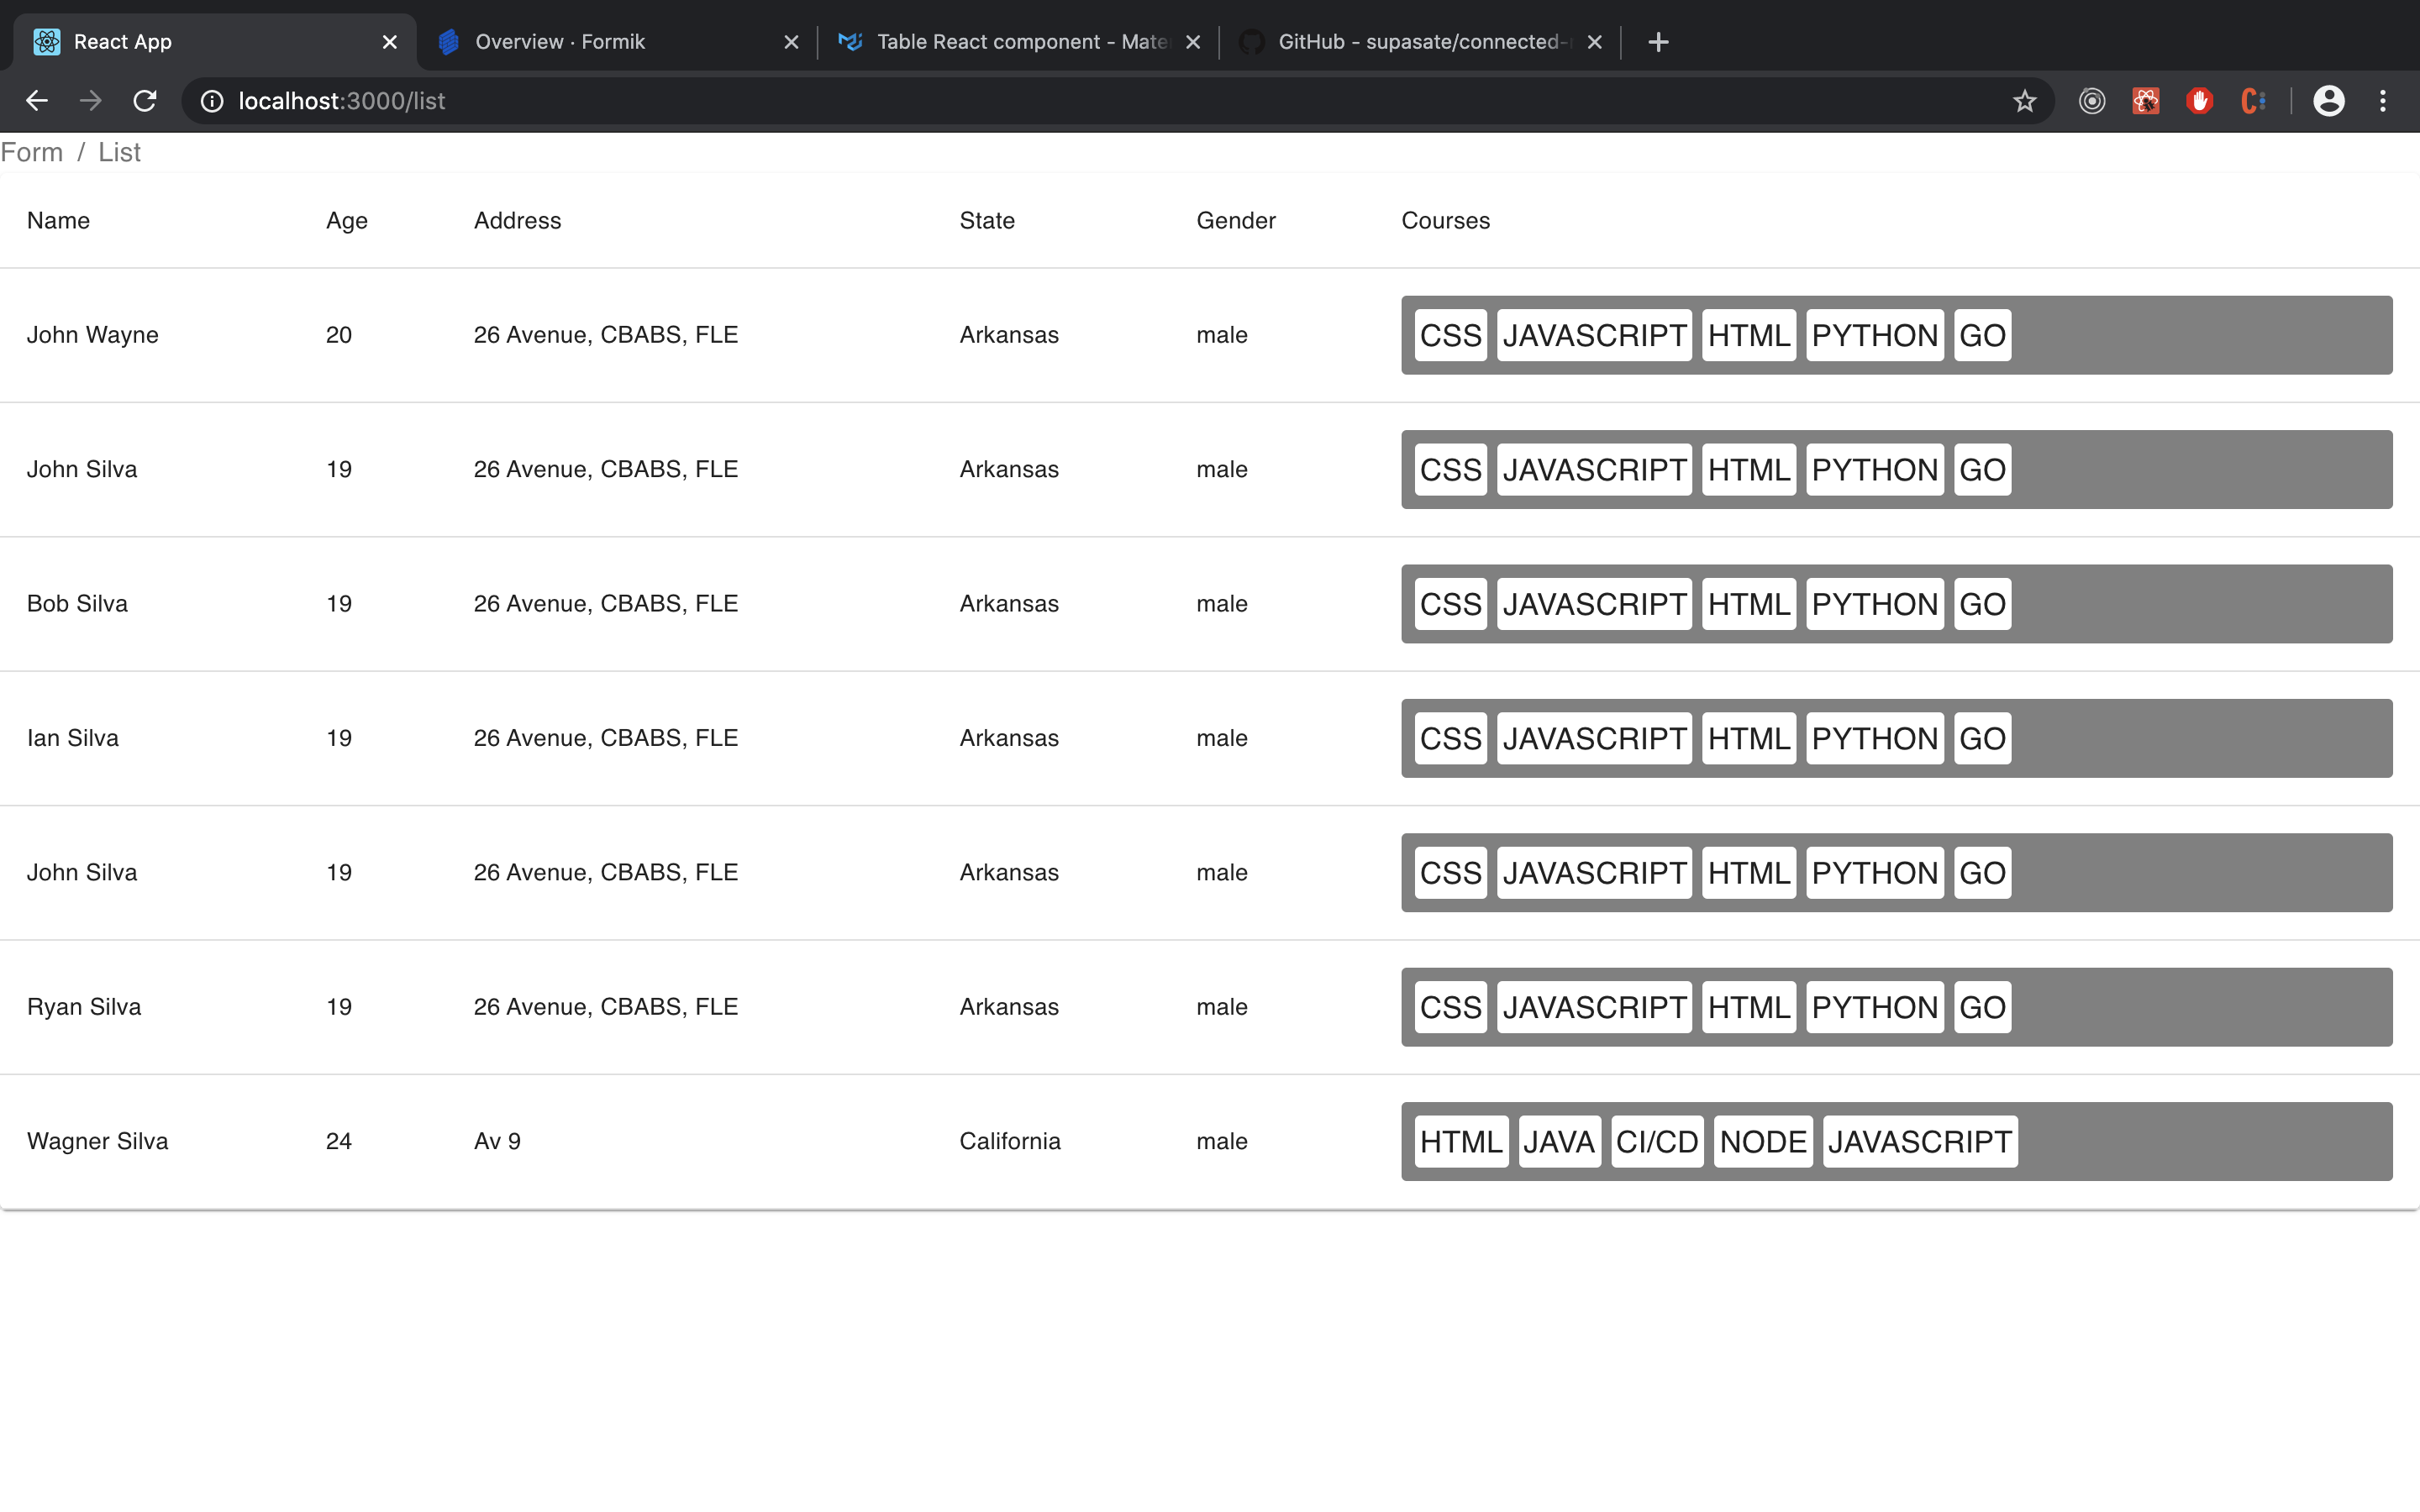 React App Overview · Formik Table React component - Mate GitHub - supasate/connected-
localhost:3000/list
Form / List
Name Age Address State Gender Courses
John Wayne 20 26 Avenue, CBABS, FLE Arkansas male CSS JAVASCRIPT HTML PYTHON GO
John Silva 19 26 Avenue, CBABS, FLE Arkansas male CSS JAVASCRIPT HTML PYTHON GO
Bob Silva 19 26 Avenue, CBABS, FLE Arkansas male CSS JAVASCRIPT HTML PYTHON GO
Ian Silva 19 26 Avenue, CBABS, FLE Arkansas male CSS JAVASCRIPT HTML PYTHON GO
John Silva 19 26 Avenue, CBABS, FLE Arkansas male CSS JAVASCRIPT HTML PYTHON GO
Ryan Silva 19 26 Avenue, CBABS, FLE Arkansas male CSS JAVASCRIPT HTML PYTHON GO
Wagner Silva 24 Av 9 California male HTML JAVA CI/CD NODE JAVASCRIPT